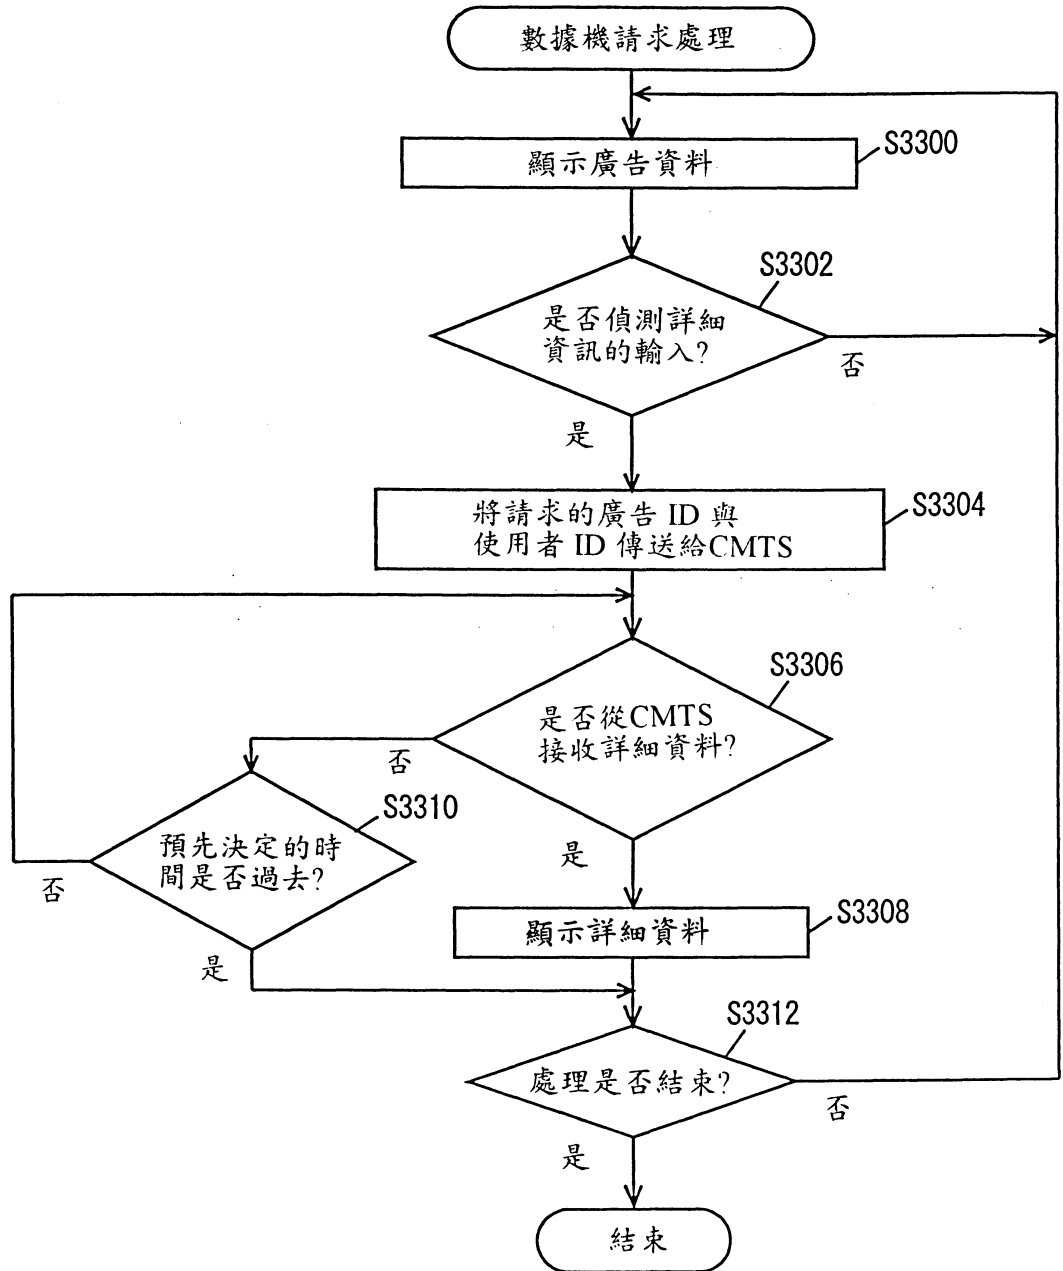 數據機請求處理
S3300
顯示廣告資料
S3302
是否偵測詳細
資訊的輸入?
否
是
S3304
將請求的廣告 ID 與
使用者 ID 傳送給CMTS
S3306
是否從CMTS
接收詳細資料?
否
是
S3310
預先決定的時
間是否過去?
否
是
S3308
顯示詳細資料
S3312
處理是否結束?
否
是
結束